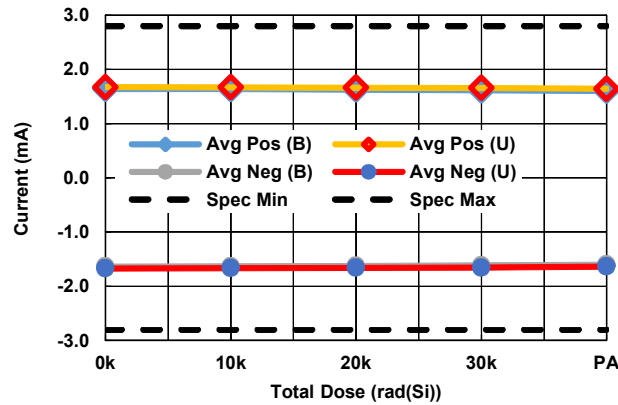 3.0
2.0
1.0
0.0
-1.0
-2.0
-3.0
Current (mA)
Avg Pos (B) Avg Pos (U)
Avg Neg (B) Avg Neg (U)
Spec Min Spec Max
0k 10k 20k 30k PA
Total Dose (rad(Si))